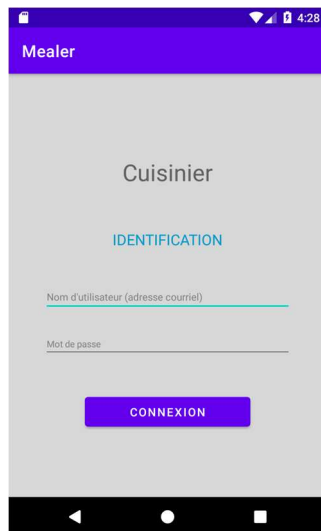 4:28
Mealer
Cuisinier
IDENTIFICATION
Nom d'utilisateur (adresse courriel)
Mot de passe
CONNEXION